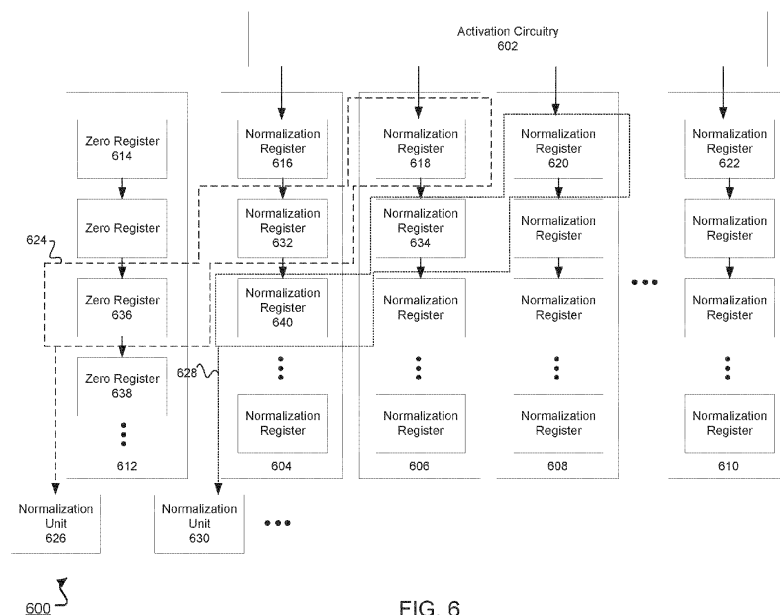 Activation Circuitry
602
Zero Register
614
Normalization
Register
616
Normalization
Register
618
Normalization
Register
620
Normalization
Register
622
Zero Register
Normalization
Register
632
Normalization
Register
634
Normalization
Register
Normalization
Register
624
Zero Register
636
Normalization
Register
640
Normalization
Register
Normalization
Register
Normalization
Register
Zero Register
638
628
Normalization
Register
Normalization
Register
Normalization
Register
Normalization
Register
612
604
606
608
610
Normalization
Unit
626
Normalization
Unit
630
600
FIG. 6